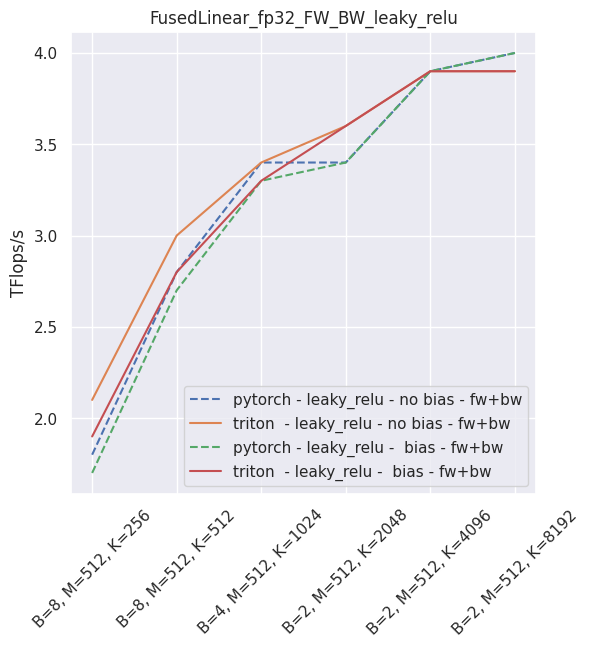 FusedLinear_fp32_FW_BW_leaky_relu
4.0
3.5
3.0
2.5
2.0
TFlops/s
pytorch - leaky_relu - no bias - fw+bw
triton  - leaky_relu - no bias - fw+bw
pytorch - leaky_relu -  bias - fw+bw
triton  - leaky_relu -  bias - fw+bw
B=8, M=512, K=256
B=8, M=512, K=512
B=4, M=512, K=1024
B=2, M=512, K=2048
B=2, M=512, K=4096
B=2, M=512, K=8192